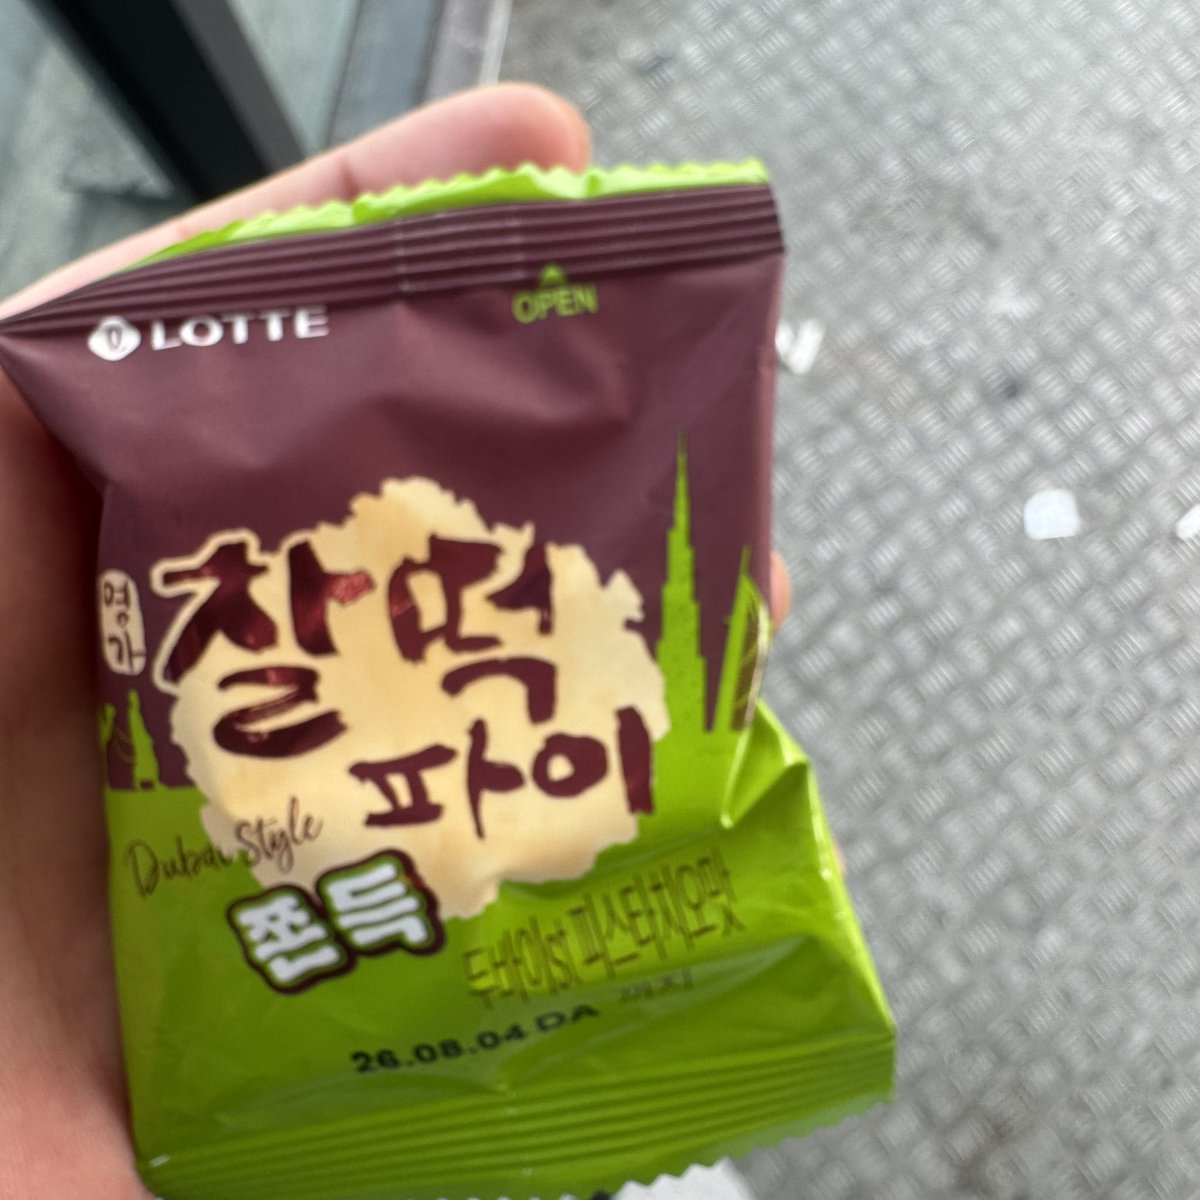 LOTTE
OPEN
명가
찰떡
파이
Dubai Style
쫀득
두바이st 피스타치오맛
26.08.04 DA